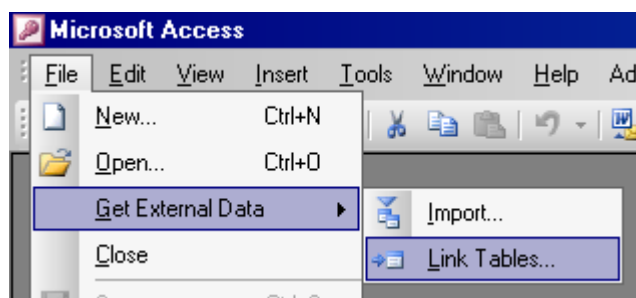 Microsoft Access
File Edit View Insert Tools Window Help Ad
New... Ctrl+N
Open... Ctrl+O
Get External Data
Import...
Close
Link Tables...